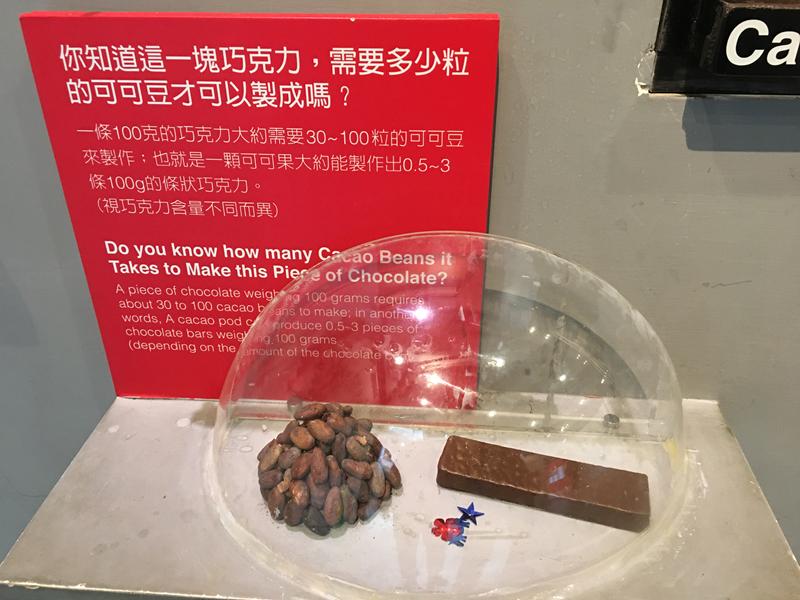 你知道這一塊巧克力，需要多少粒
的可可豆才可以製成嗎？
一條100克的巧克力大約需要30~100粒的可可豆
來製作；也就是一顆可可果大約能製作出0.5~3
條100g的條狀巧克力。
（視巧克力含量不同而異）
Do you know how many Cacao Beans it
Takes to Make this Piece of Chocolate?
A piece of chocolate weighing 100 grams requires
about 30 to 100 cacao beans to make; in another
words, A cacao pod can produce 0.5-3 pieces of
chocolate bars weighing 100 grams.
(depending on the amount of the chocolate
Ca